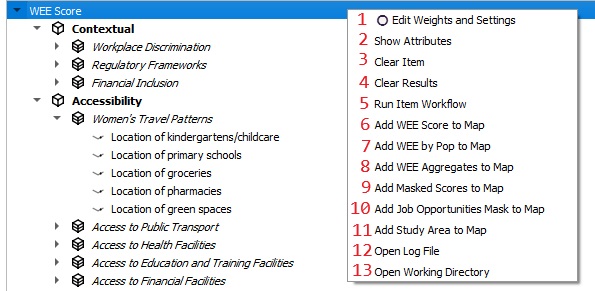 WEE Score
Contextual
Workplace Discrimination
Regulatory Frameworks
Financial Inclusion
Accessibility
Women's Travel Patterns
Location of kindergartens/childcare
Location of primary schools
Location of groceries
Location of pharmacies
Location of green spaces
Access to Public Transport
Access to Health Facilities
Access to Education and Training Facilities
Access to Financial Facilities
1 Edit Weights and Settings
2 Show Attributes
3 Clear Item
4 Clear Results
5 Run Item Workflow
6 Add WEE Score to Map
7 Add WEE by Pop to Map
8 Add WEE Aggregates to Map
9 Add Masked Scores to Map
10 Add Job Opportunities Mask to Map
11 Add Study Area to Map
12 Open Log File
13 Open Working Directory